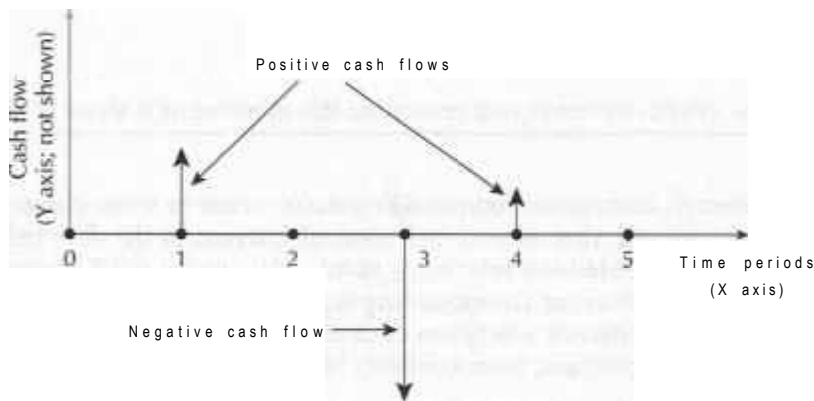 Positive cash flows
Cash flow
(Y axis; not shown)
0
1
2
3
4
5
Time periods
(X axis)
Negative cash flow